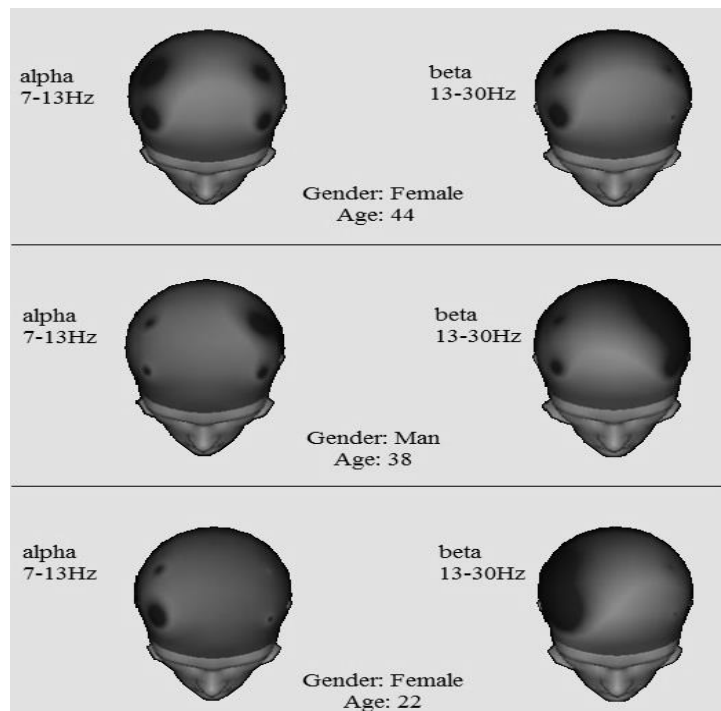 alpha
7-13Hz
beta
13-30Hz
Gender: Female
Age: 44
alpha
7-13Hz
beta
13-30Hz
Gender: Man
Age: 38
alpha
7-13Hz
beta
13-30Hz
Gender: Female
Age: 22